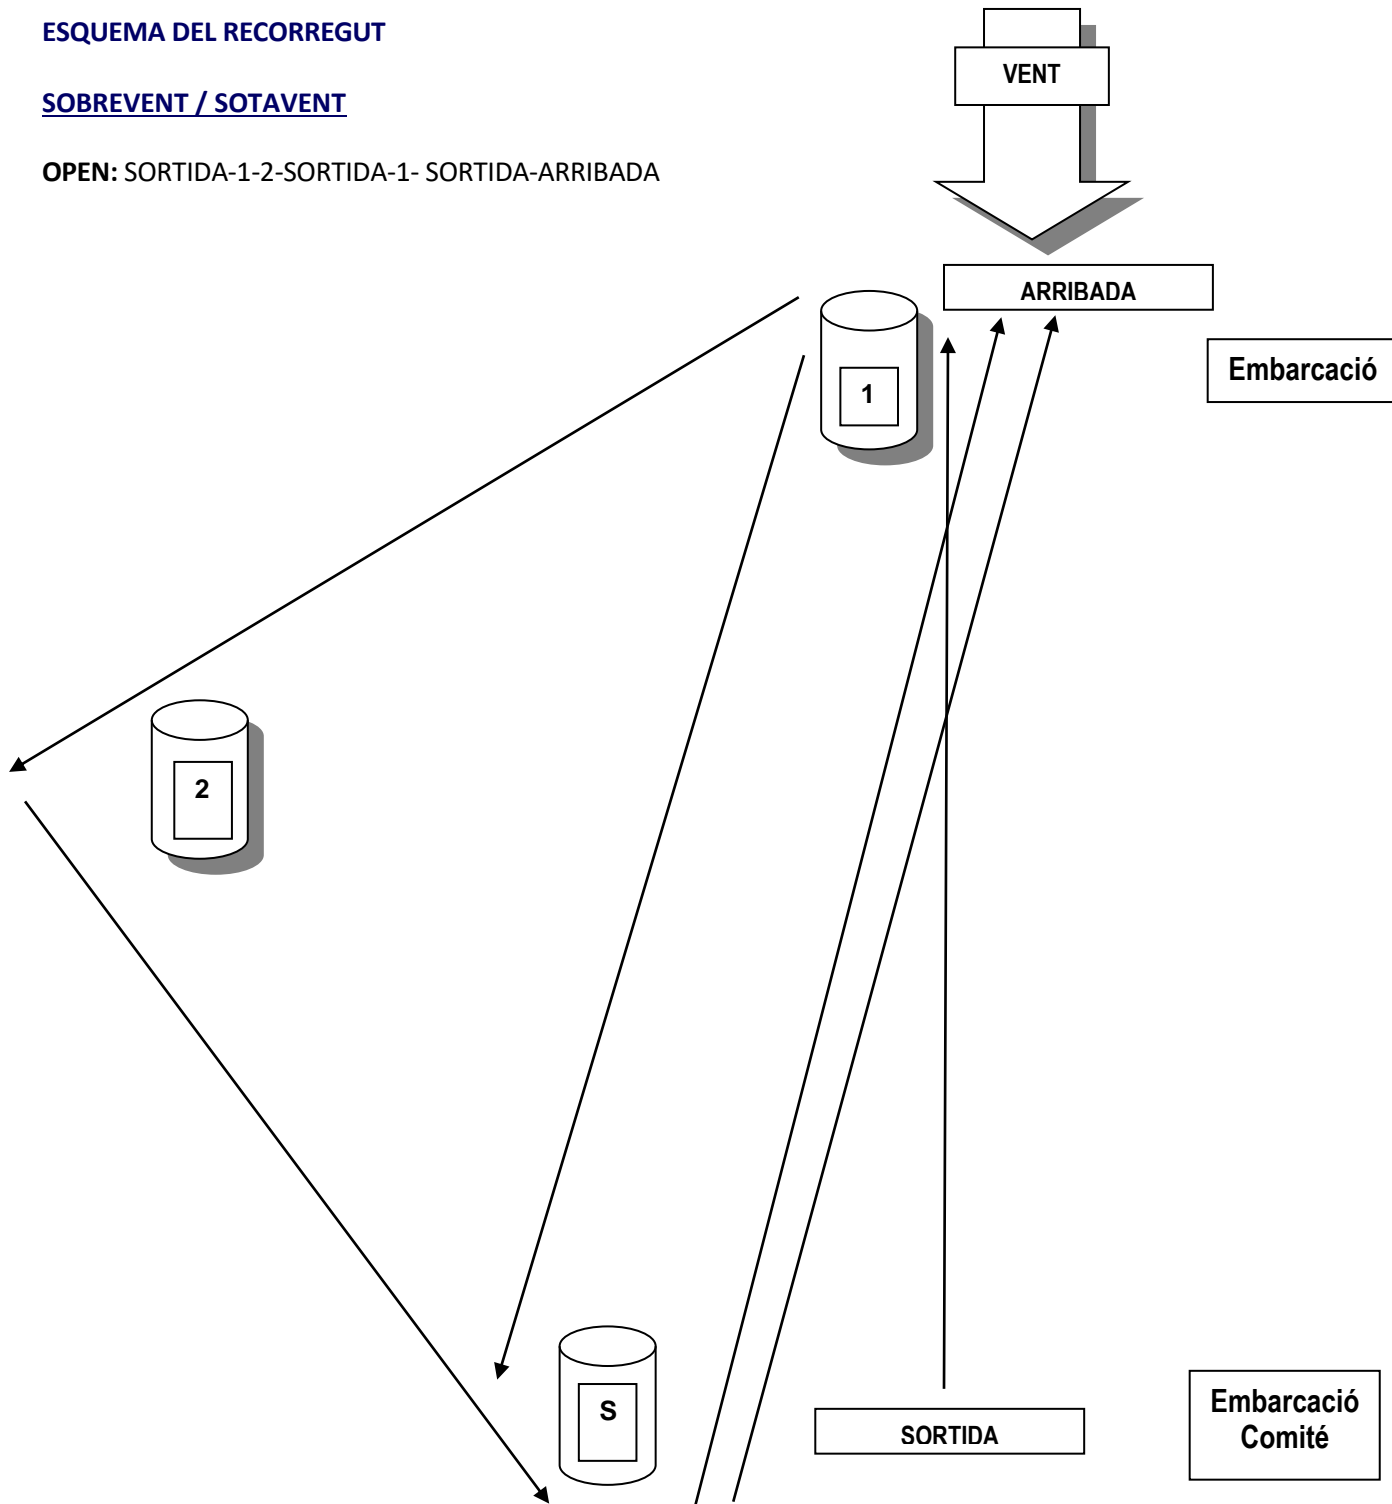 ESQUEMA DEL RECORREGUT
SOBREVENT / SOTAVENT
OPEN: SORTIDA-1-2-SORTIDA-1- SORTIDA-ARRIBADA
VENT
ARRIBADA
Embarcació
1
2
S
SORTIDA
Embarcació
Comité